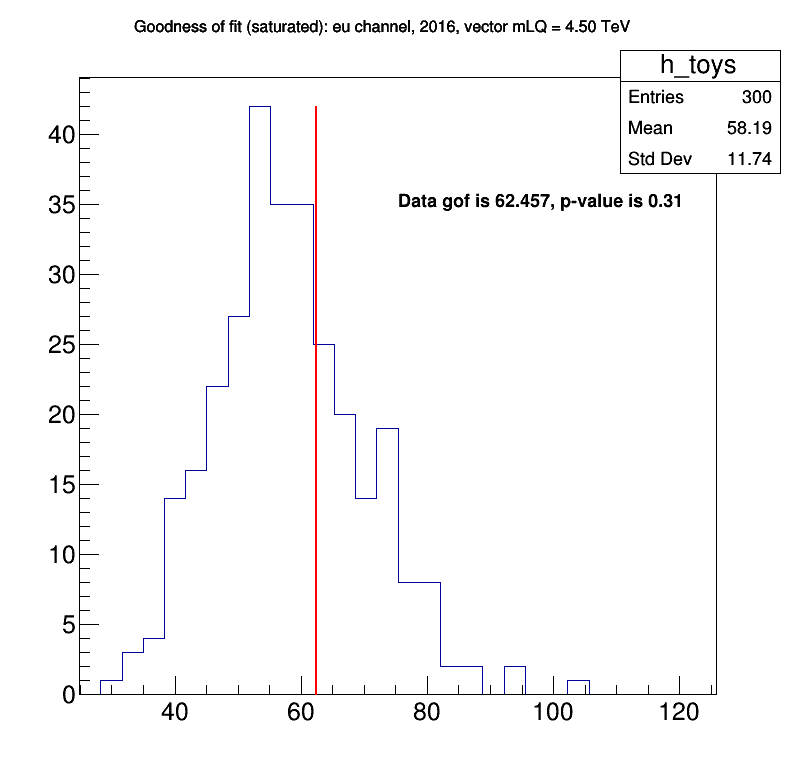 Goodness of fit (saturated): eu channel, 2016, vector mLQ = 4.50 TeV
h_toys
Entries 300
Mean 58.19
Std Dev 11.74
Data gof is 62.457, p-value is 0.31
40
35
30
25
20
15
10
5
0
40 60 80 100 120